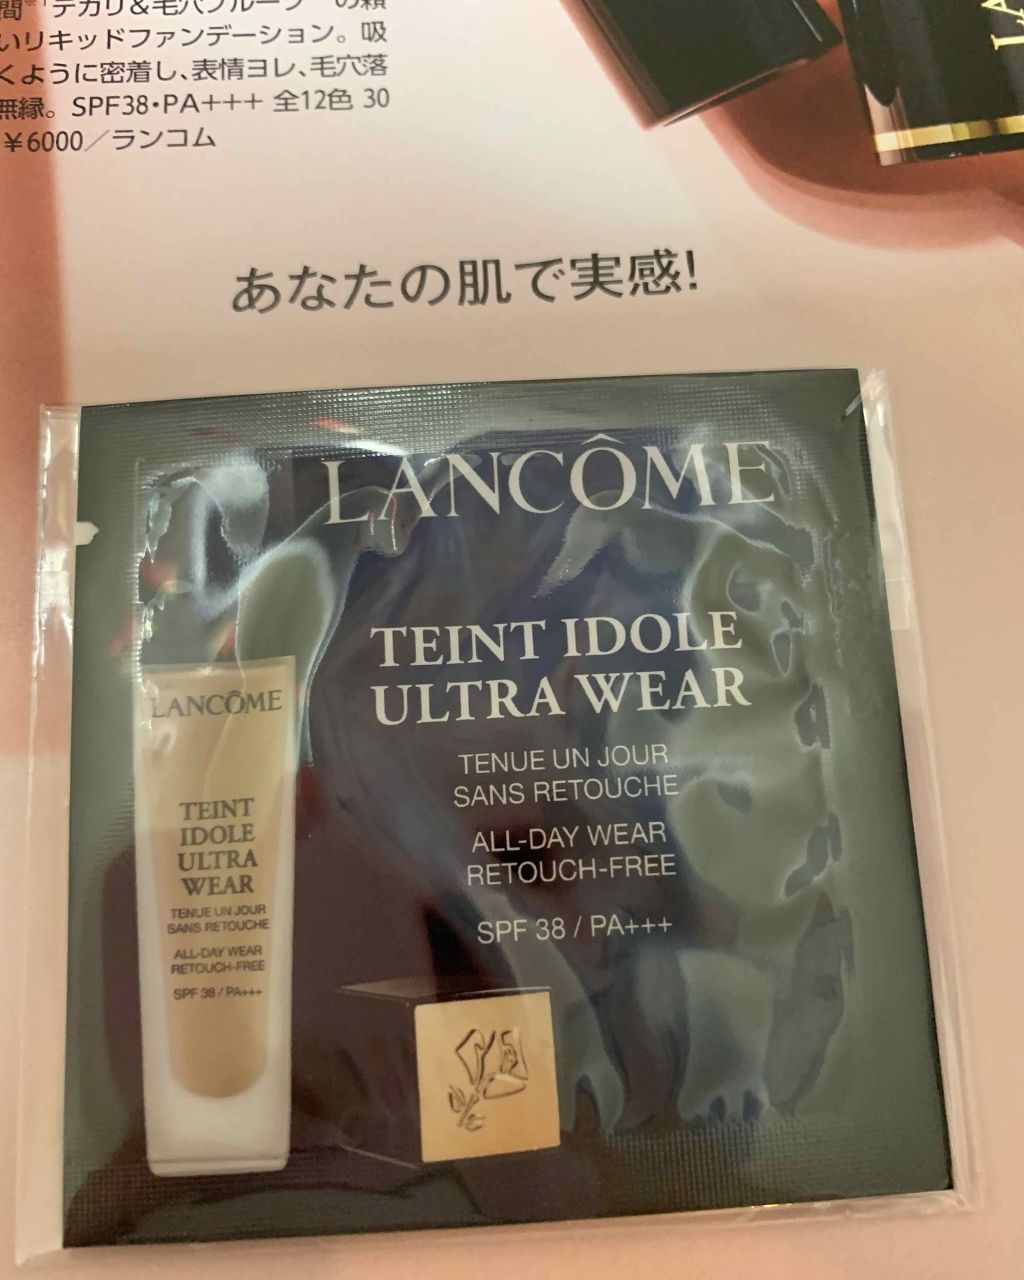 間※1「テカリ&毛穴プルーフ" の頼
いリキッドファンデーション。吸
くように密着し、表情ヨレ、毛穴落
無縁。SPF38・PA+++ 全12色 30
￥6000／ランコム
あなたの肌で実感!
LANCÔME
TEINT IDOLE
ULTRA WEAR
TENUE UN JOUR
SANS RETOUCHE
ALL-DAY WEAR
RETOUCH-FREE
SPF 38 / PA+++
LANCÔME
TEINT
IDOLE
ULTRA
WEAR
TENUE UN JOUR
SANS RETOUCHE
ALL-DAY WEAR
RETOUCH-FREE
SPF 38 / PA+++